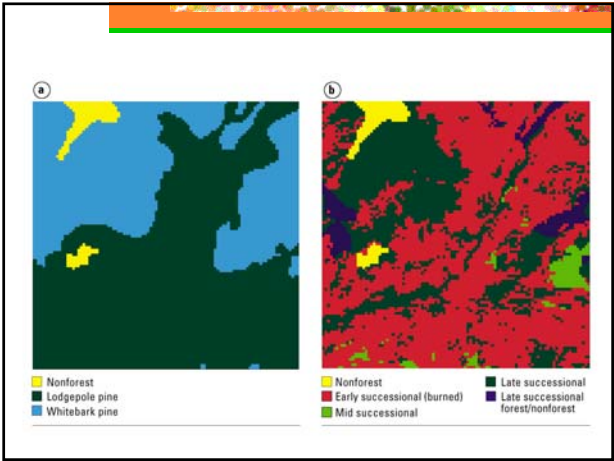 a
b
Nonforest
Lodgepole pine
Whitebark pine
Nonforest
Early successional (burned)
Mid successional
Late successional
Late successional
forest/nonforest